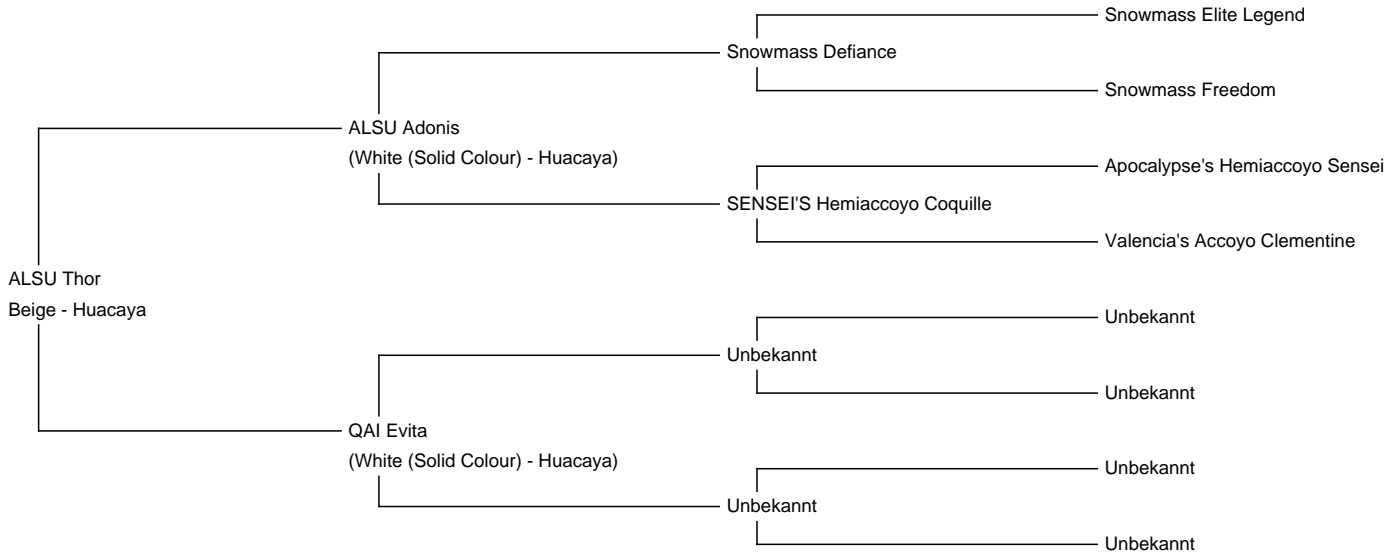 Snowmass Elite Legend
Snowmass Defiance
Snowmass Freedom
ALSU Adonis
(White (Solid Colour) - Huacaya)
Apocalypse's Hemiaccoyo Sensei
SENSEI'S Hemiaccoyo Coquille
Valencia's Accoyo Clementine
ALSU Thor
Beige - Huacaya
Unbekannt
Unbekannt
Unbekannt
QAI Evita
(White (Solid Colour) - Huacaya)
Unbekannt
Unbekannt
Unbekannt